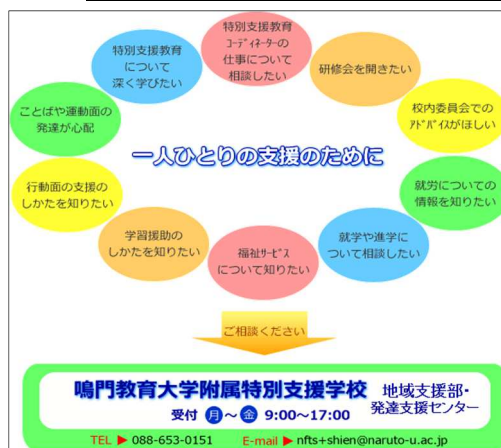 特別支援教育
コーディネーターの
仕事について
相談したい
特別支援教育
について
深く学びたい
研修会を開きたい
ことばや運動面の
発達が心配
校内委員会での
アドバイスがほしい
一人ひとりの支援のために
行動面の支援の
しかたを知りたい
就労についての
情報を知りたい
学習援助の
しかたを知りたい
福祉サービス
について知りたい
就学や進学に
ついて相談したい
ご相談ください
鳴門教育大学附属特別支援学校 地域支援部・
発達支援センター
受付 月～金 9:00～17:00
TEL ▶ 088-653-0151 E-mail ▶ nfts+shien@naruto-u.ac.jp